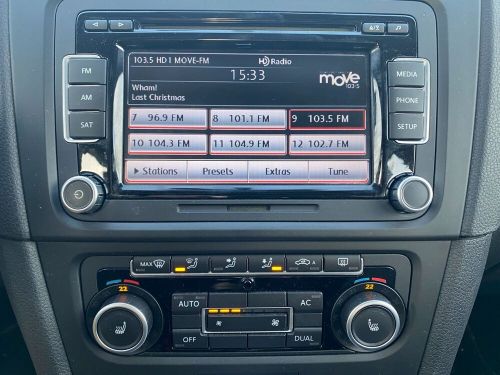 103.5 HD1 MOVE-FM HD Radio
15:33
move
103.5
Wham!
Last Christmas
FM
AM
SAT
MEDIA
PHONE
SETUP
7 96.9 FM 8 101.1 FM 9 103.5 FM
10 104.3 FM 11 104.9 FM 12 102.7 FM
Stations Presets Extras Tune
MAX
A
22 22
AUTO AC
OFF DUAL